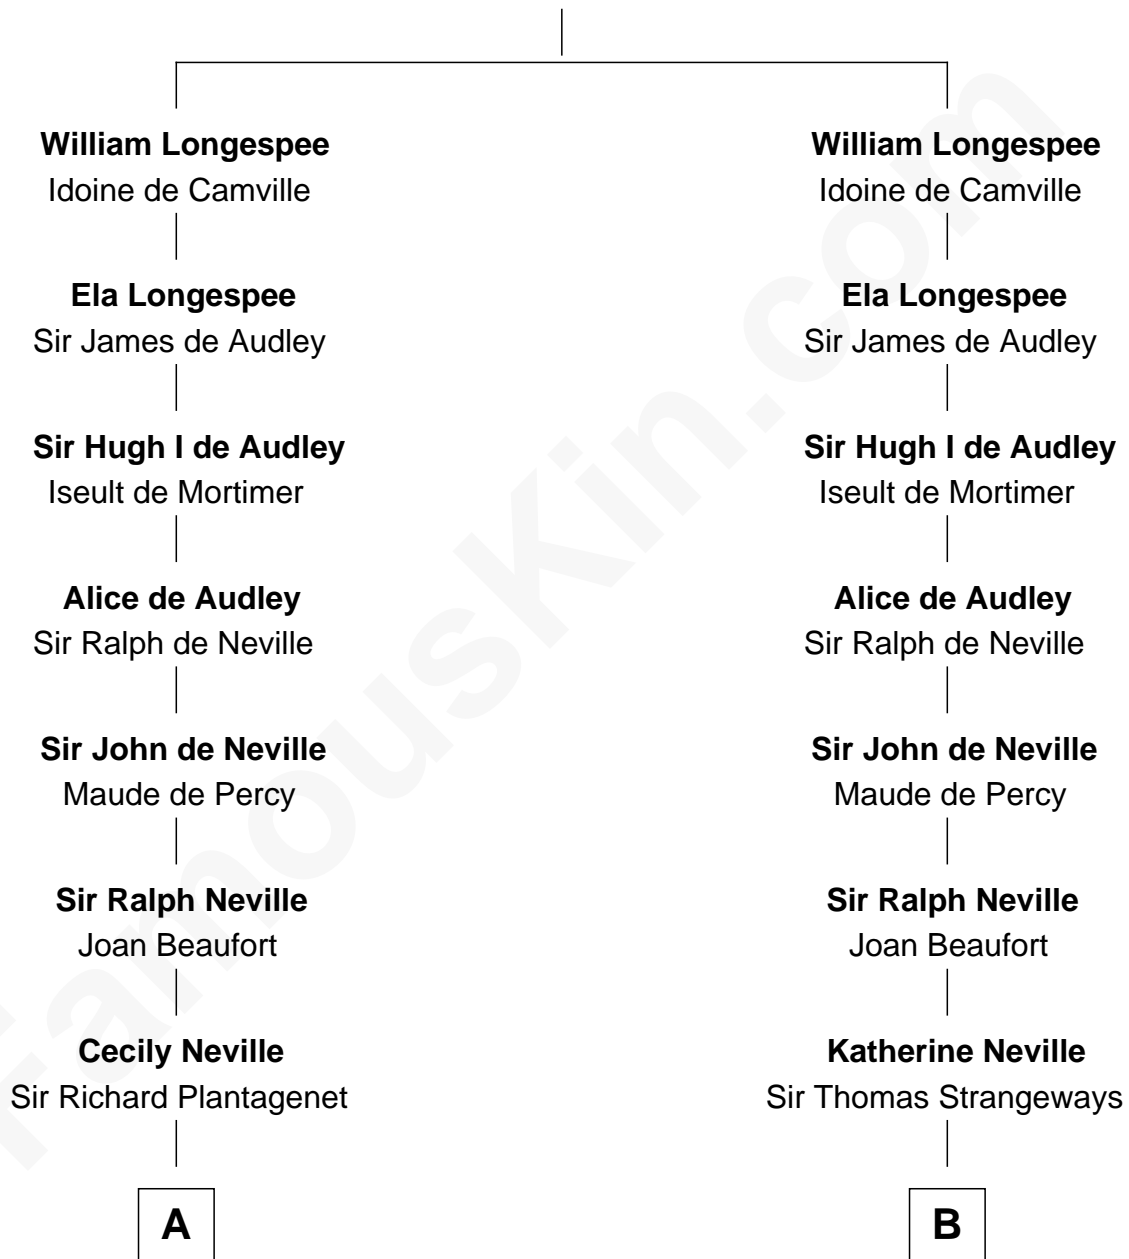 William Longespee
Idoine de Camville
Ela Longespee
Sir James de Audley
Sir Hugh I de Audley
Iseult de Mortimer
Alice de Audley
Sir Ralph de Neville
Sir John de Neville
Maude de Percy
Sir Ralph Neville
Joan Beaufort
Cecily Neville
Sir Richard Plantagenet
A
William Longespee
Idoine de Camville
Ela Longespee
Sir James de Audley
Sir Hugh I de Audley
Iseult de Mortimer
Alice de Audley
Sir Ralph de Neville
Sir John de Neville
Maude de Percy
Sir Ralph Neville
Joan Beaufort
Katherine Neville
Sir Thomas Strangeways
B
FamousKin.com